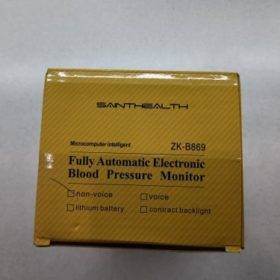 SAINTHEALTH
Microcomputer intelligent ZK-B869
Fully Automatic Electronic
Blood Pressure Monitor
non-voice voice
lithium battery contract backlight